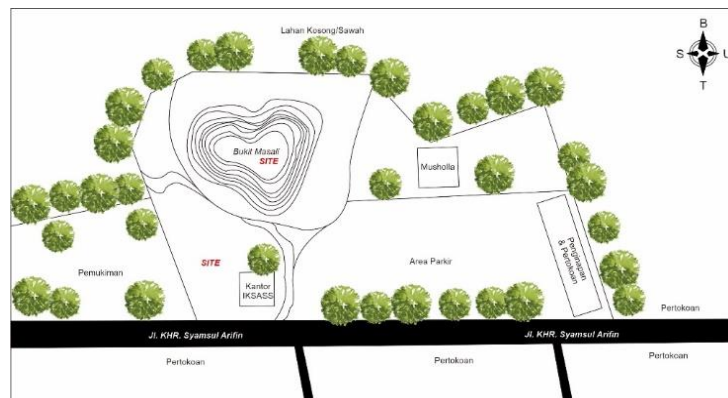 Lahan Kosong/Sawah
B
S
U
T
Bukit Masali
SITE
Musholla
SITE
Kantor
IKSASS
Area Parkir
Penginapan
& Pertokoan
Pemukiman
Pertokoan
Jl. KHR. Syamsul Arifin
Jl. KHR. Syamsul Arifin
Pertokoan
Pertokoan
Pertokoan